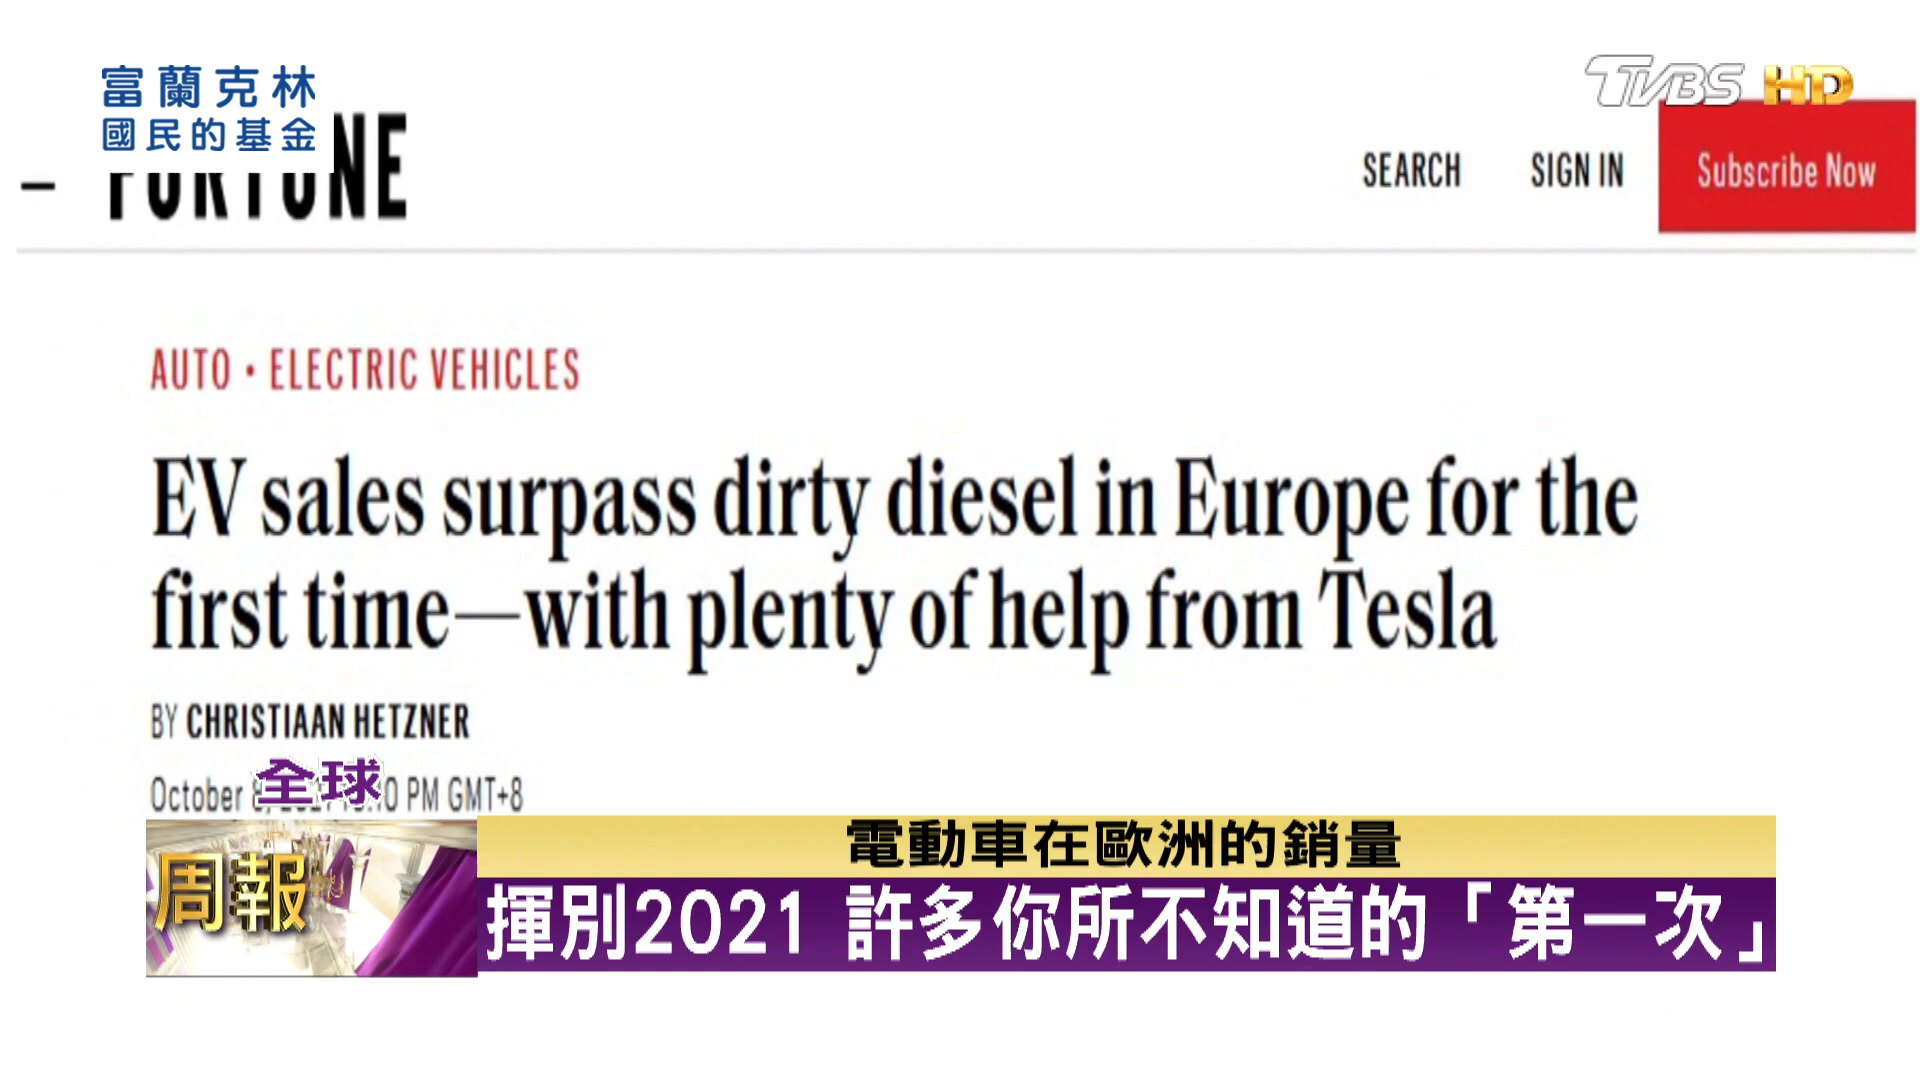 富蘭克林
國民的基金
TVBS HD
FORTUNE
SEARCH
SIGN IN
Subscribe Now
AUTO • ELECTRIC VEHICLES
EV sales surpass dirty diesel in Europe for the
first time—with plenty of help from Tesla
BY CHRISTIAAN HETZNER
October PM GMT+8
全球
周報
電動車在歐洲的銷量
揮別2021 許多你所不知道的「第一次」